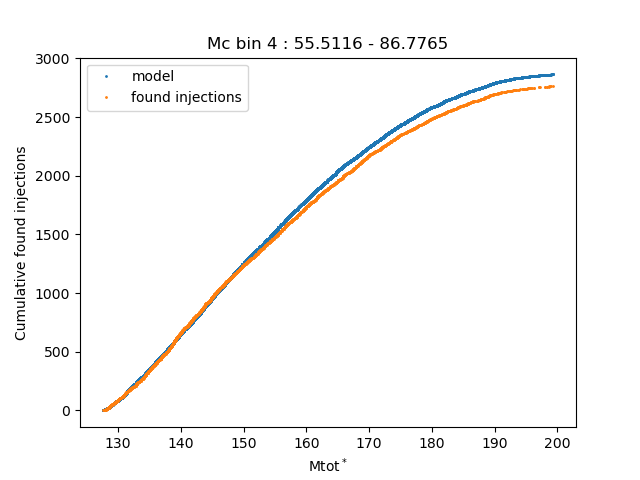 Mc bin 4 : 55.5116 - 86.7765
model
found injections
Cumulative found injections
3000
2500
2000
1500
1000
500
0
130 140 150 160 170 180 190 200
Mtot*